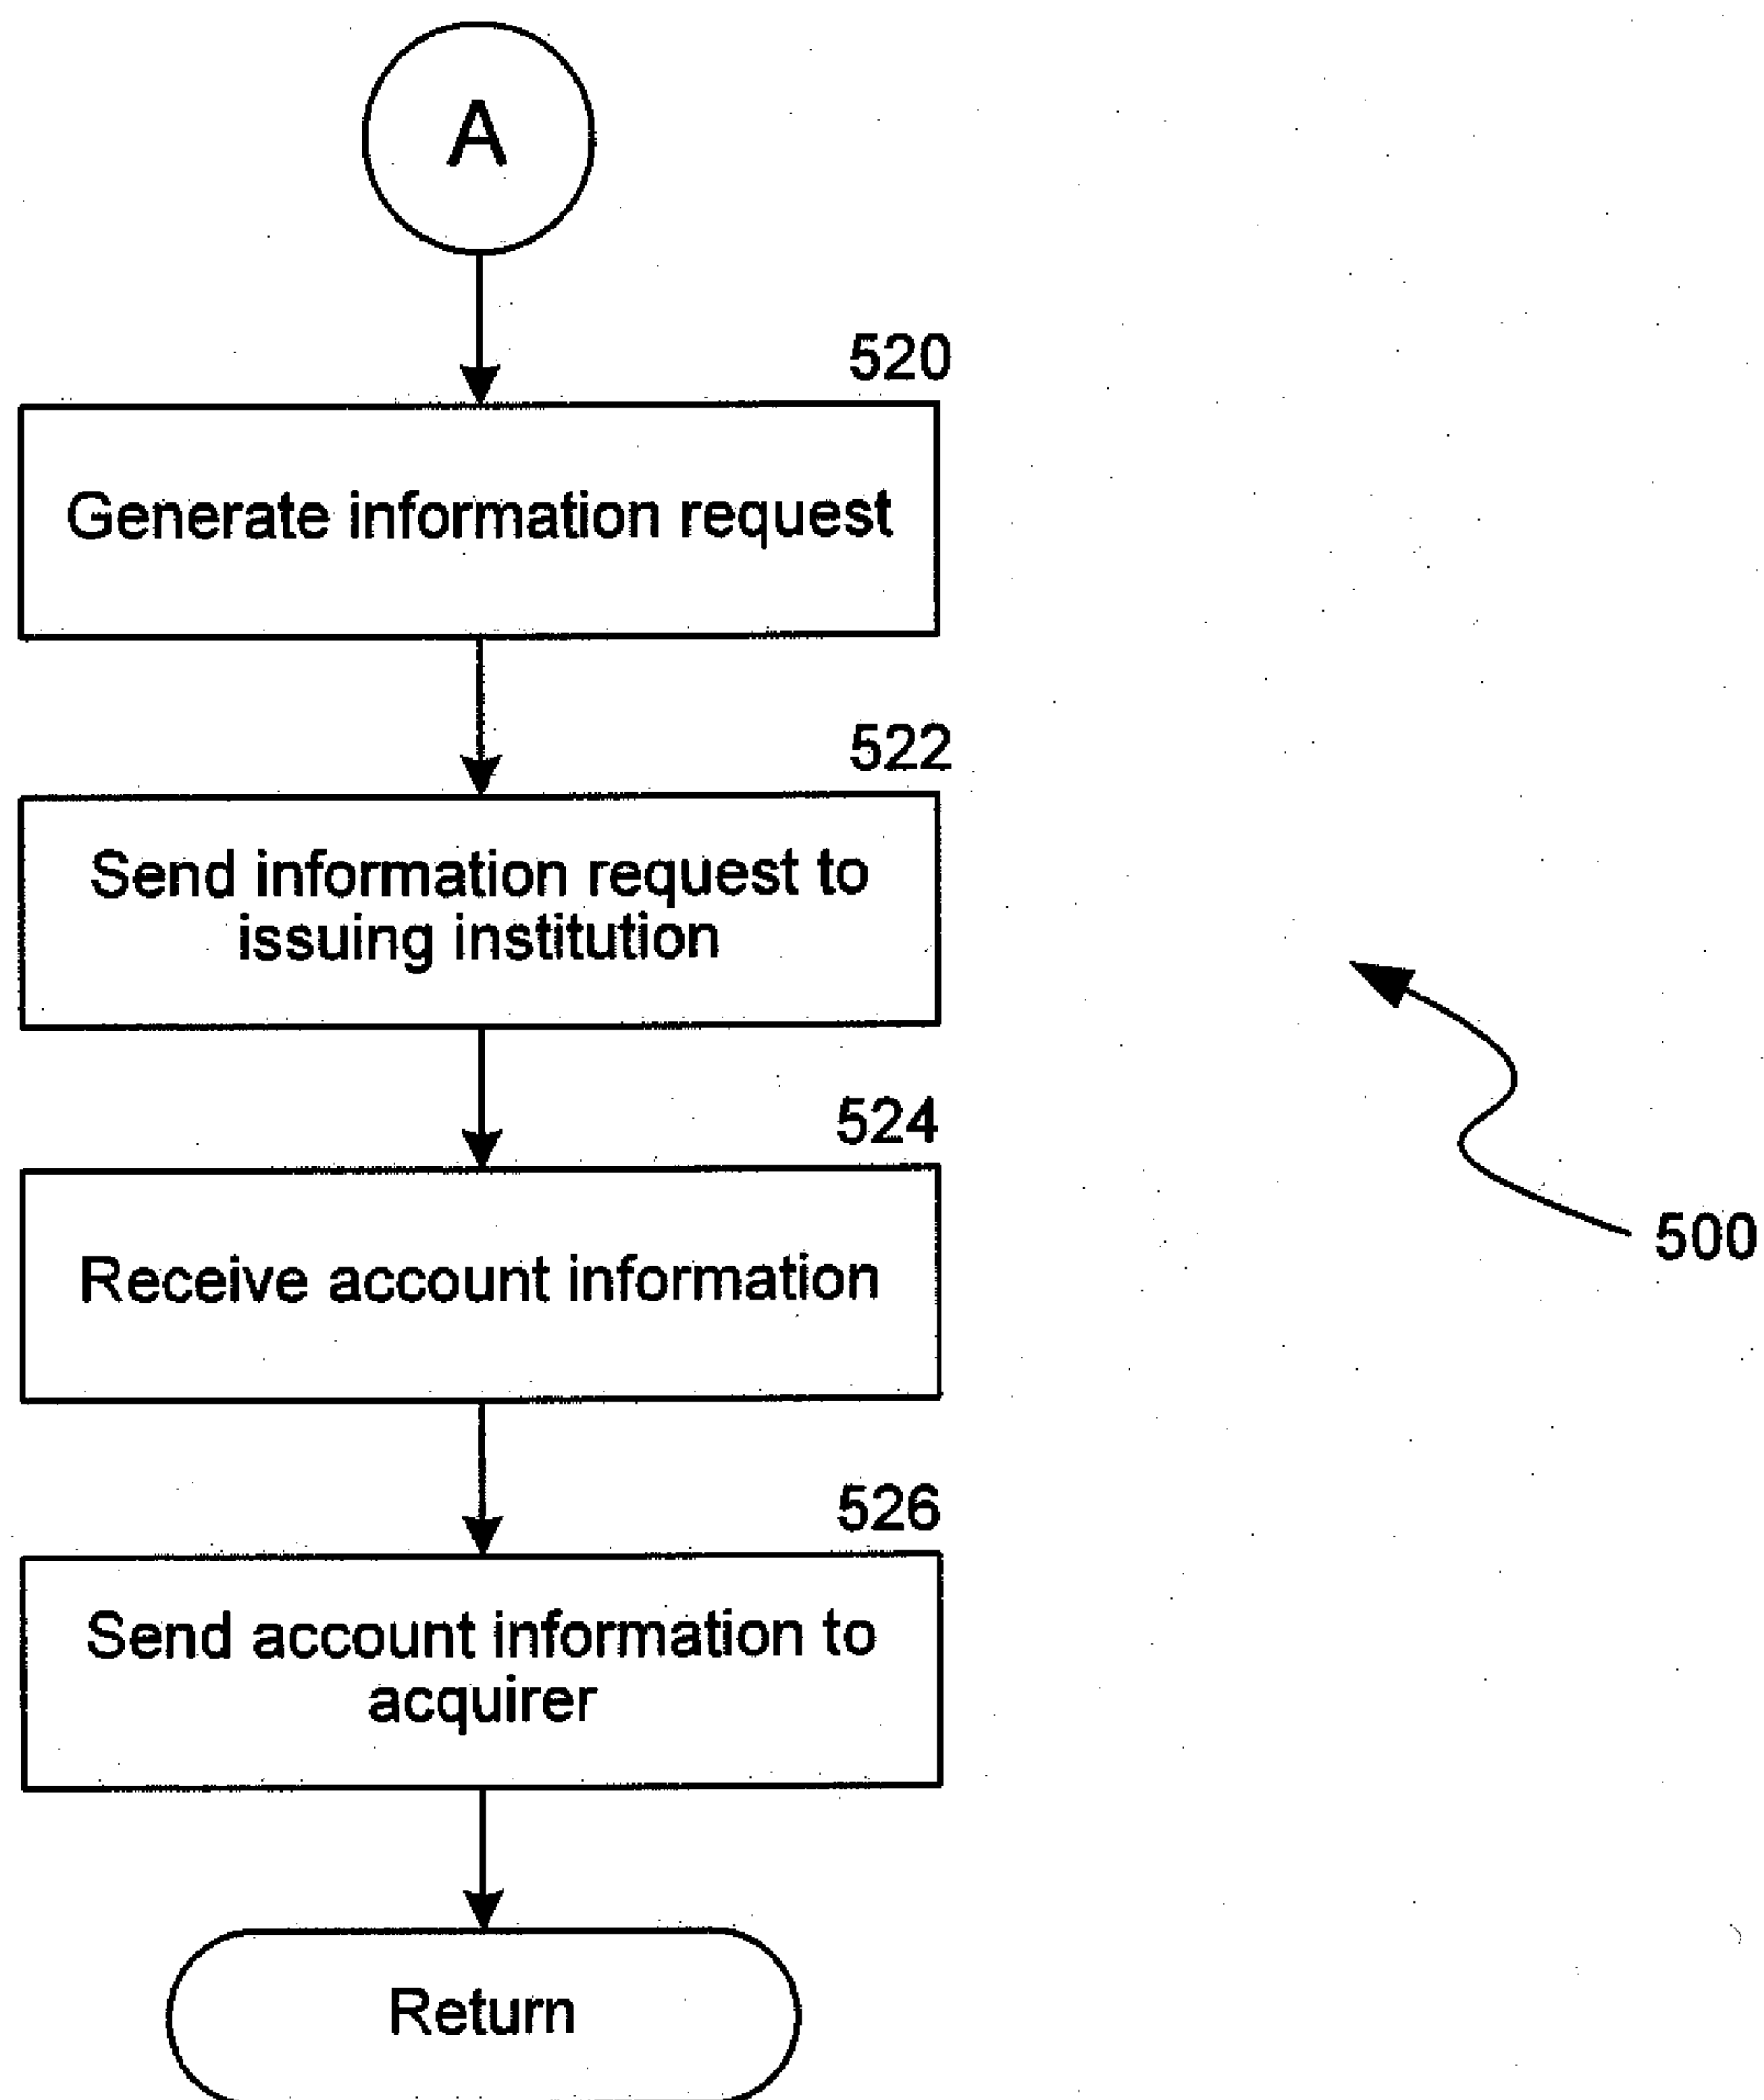 A
520
Generate information request
522
Send information request to
issuing institution
524
Receive account information
500
526
Send account information to
acquirer
Return